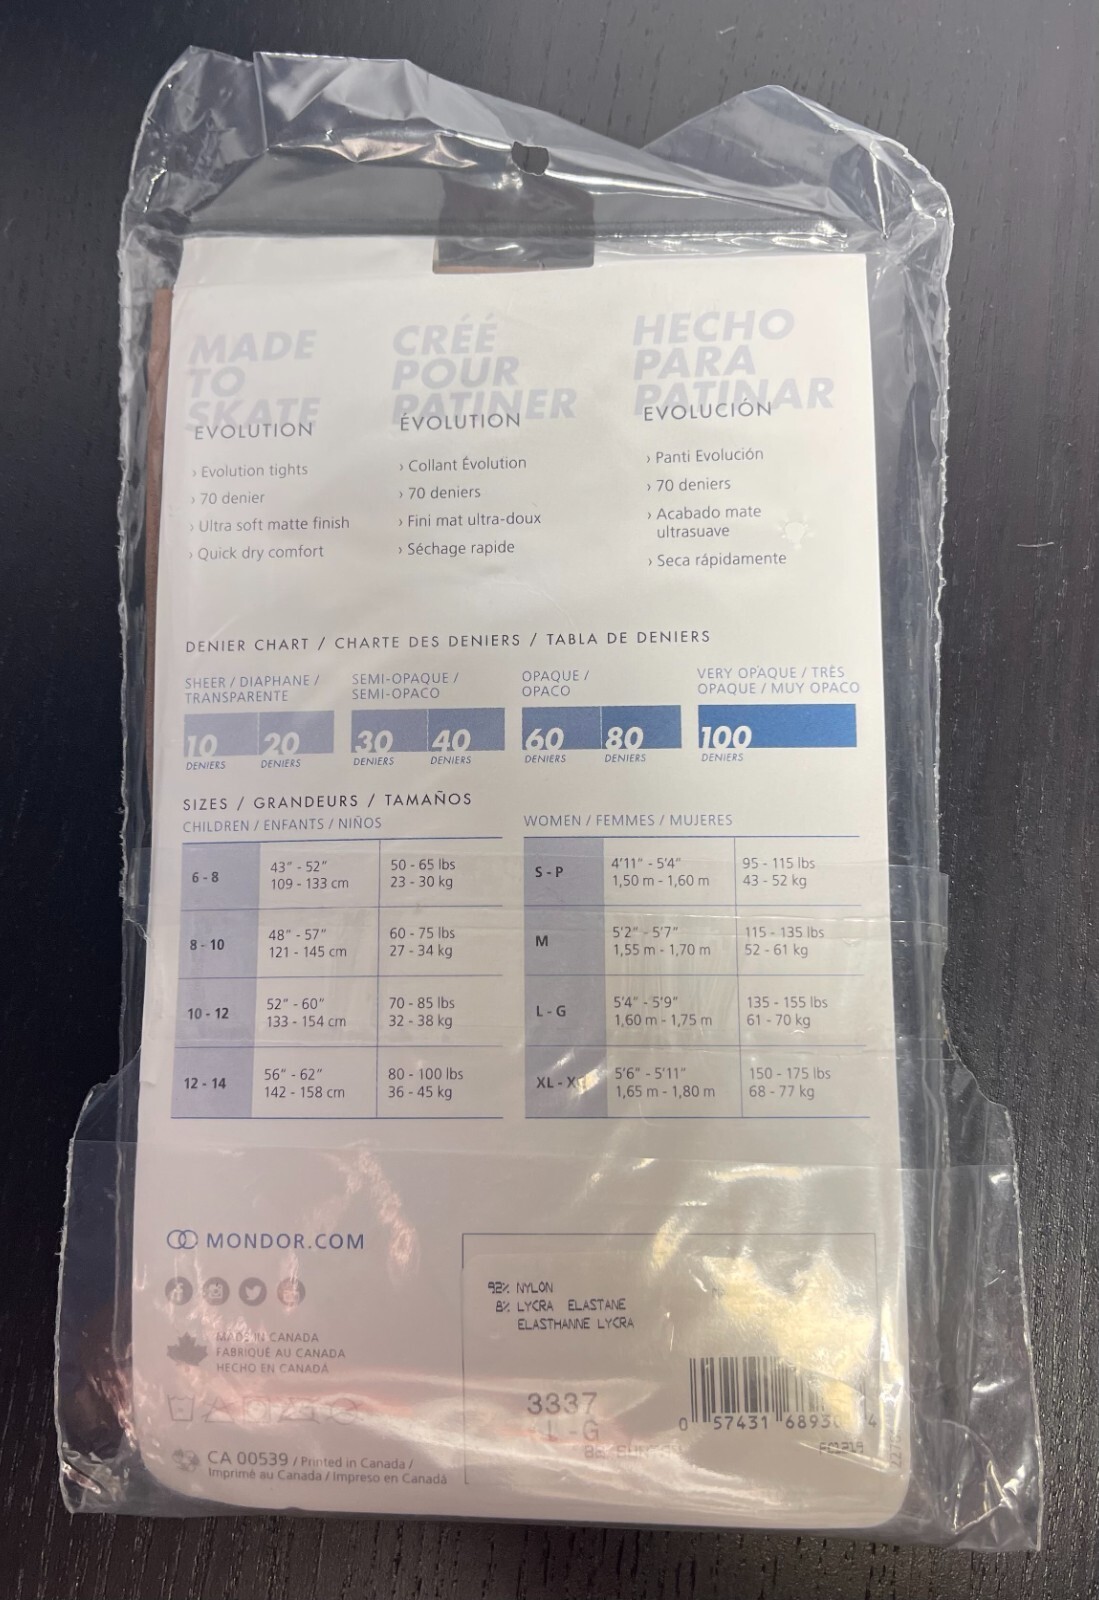 MADE
TO
SKATE
EVOLUTION
› Evolution tights
› 70 denier
› Ultra soft matte finish
› Quick dry comfort
CRÉÉ
POUR
PATINER
ÉVOLUTION
› Collant Évolution
› 70 deniers
› Fini mat ultra-doux
› Séchage rapide
HECHO
PARA
PATINAR
EVOLUCIÓN
› Panti Evolución
› 70 deniers
› Acabado mate
ultrasuave
› Seca rápidamente
DENIER CHART / CHARTE DES DENIERS / TABLA DE DENIERS
SHEER / DIAPHANE /
TRANSPARENTE
SEMI-OPAQUE /
SEMI-OPACO
OPAQUE /
OPACO
VERY OPAQUE / TRÈS
OPAQUE / MUY OPACO
10 20 30 40 60 80 100
DENIERS DENIERS DENIERS DENIERS DENIERS DENIERS DENIERS
SIZES / GRANDEURS / TAMAÑOS
CHILDREN / ENFANTS / NIÑOS
6 - 8
43" - 52"
109 - 133 cm
50 - 65 lbs
23 - 30 kg
8 - 10
48" - 57"
121 - 145 cm
60 - 75 lbs
27 - 34 kg
10 - 12
52" - 60"
133 - 154 cm
70 - 85 lbs
32 - 38 kg
12 - 14
56" - 62"
142 - 158 cm
80 - 100 lbs
36 - 45 kg
WOMEN / FEMMES / MUJERES
S - P
4'11" - 5'4"
1,50 m - 1,60 m
95 - 115 lbs
43 - 52 kg
M
5'2" - 5'7"
1,55 m - 1,70 m
115 - 135 lbs
52 - 61 kg
L - G
5'4" - 5'9"
1,60 m - 1,75 m
135 - 155 lbs
61 - 70 kg
XL -
5'6" - 5'11"
1,65 m - 1,80 m
150 - 175 lbs
68 - 77 kg
MONDOR.COM
MADE IN CANADA
FABRIQUÉ AU CANADA
HECHO EN CANADÁ
CA 00539 / Printed in Canada /
Imprimé au Canada / Impreso en Canadá
92% NYLON
8% LYCRA ELASTANE
ELASTHANNE LYCRA
3337
L - G
0 57431 4